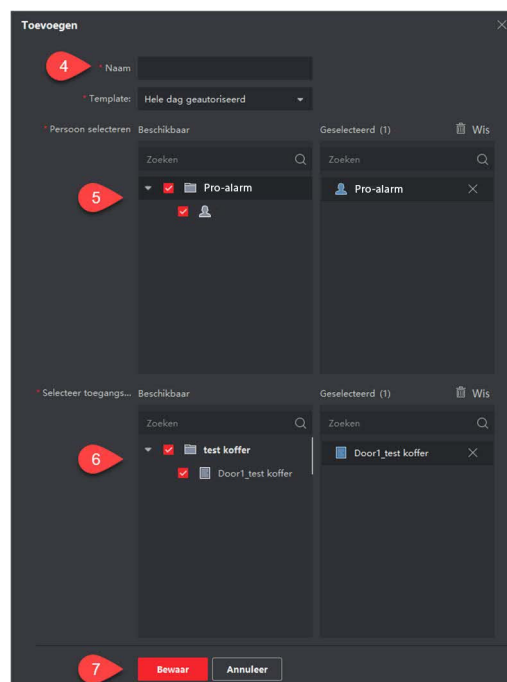 Toevoegen
4
* Naam
* Template: Hele dag geautoriseerd
* Persoon selecteren Beschikbaar Geselecteerd (1) Wis
Zoeken Zoeken
Pro-alarm Pro-alarm
5
* Selecteer toegangs... Beschikbaar Geselecteerd (1) Wis
Zoeken Zoeken
test koffer Door1_test koffer
6
Door1_test koffer
7
Bewaar Annuleer